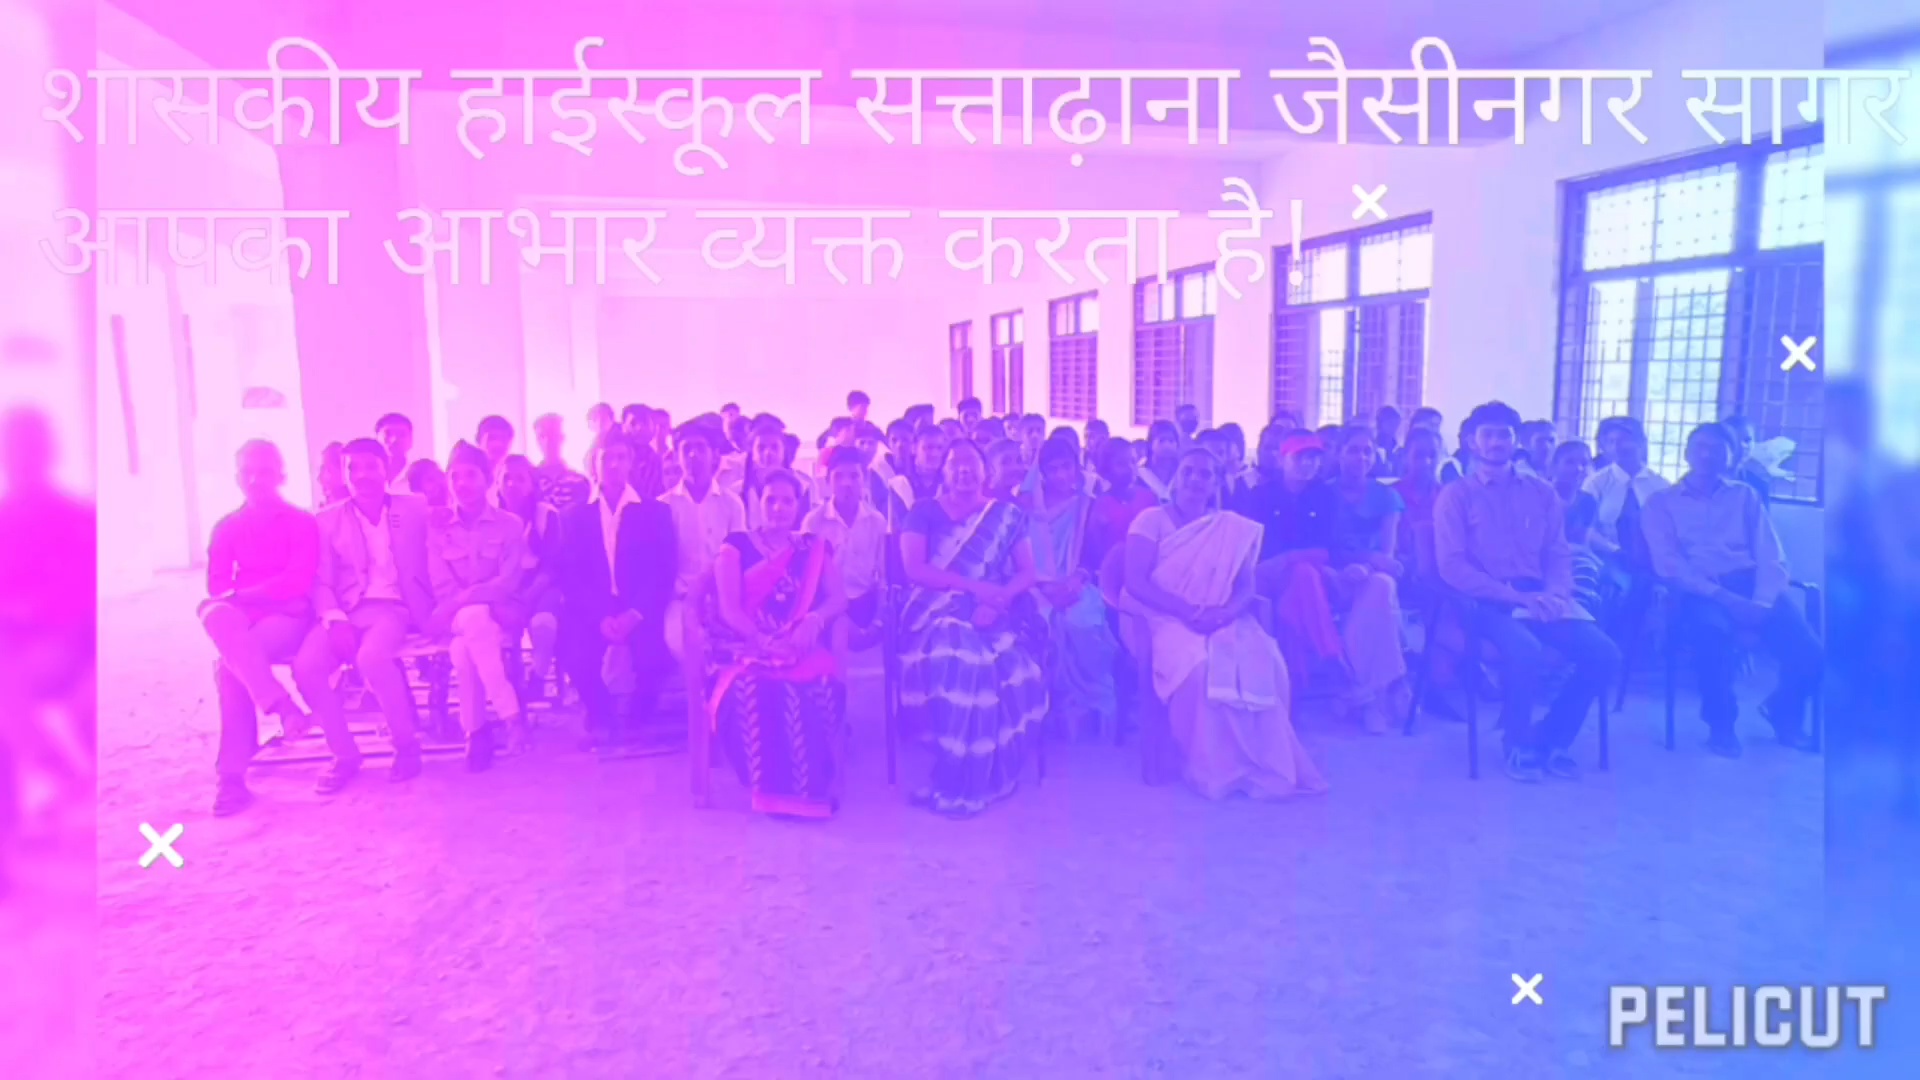 शासकीय हाईस्कूल सत्ताढ़ाना जैसीनगर सागर
आपका आभार व्यक्त करता है!
PELICUT